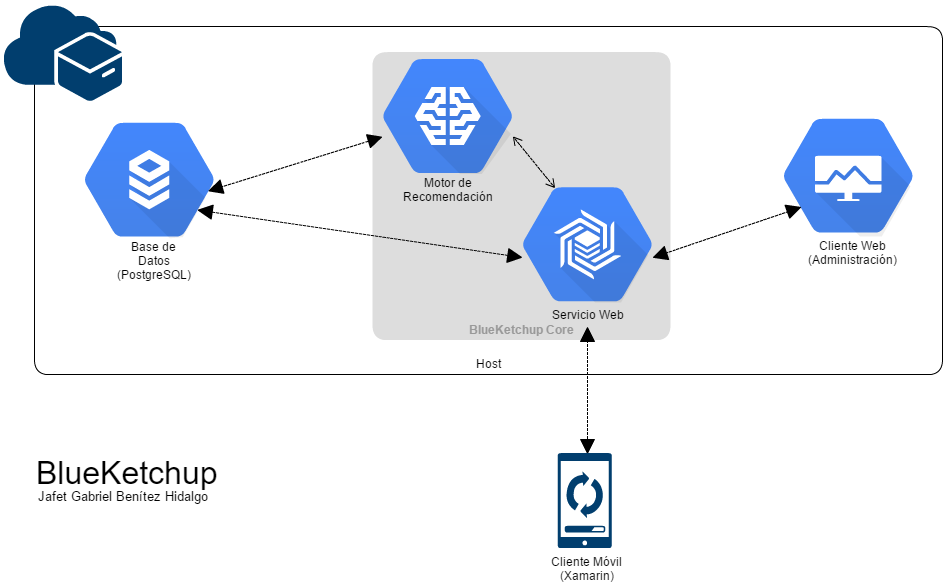 Motor de
Recomendación
Base de
Datos
(PostgreSQL)
Cliente Web
(Administración)
Servicio Web
BlueKetchup Core
Host
BlueKetchup
Jafet Gabriel Benítez Hidalgo
Cliente Móvil
(Xamarin)